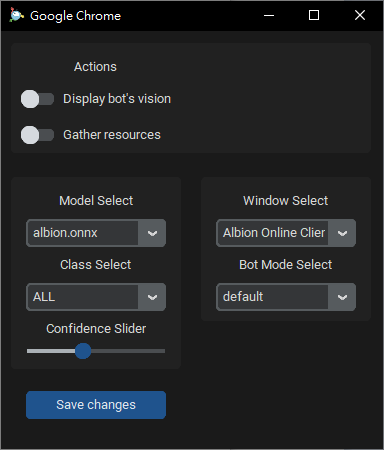 Google Chrome
Actions
Display bot's vision
Gather resources
Model Select
albion.onnx
Class Select
ALL
Confidence Slider
Window Select
Albion Online Clier
Bot Mode Select
default
Save changes